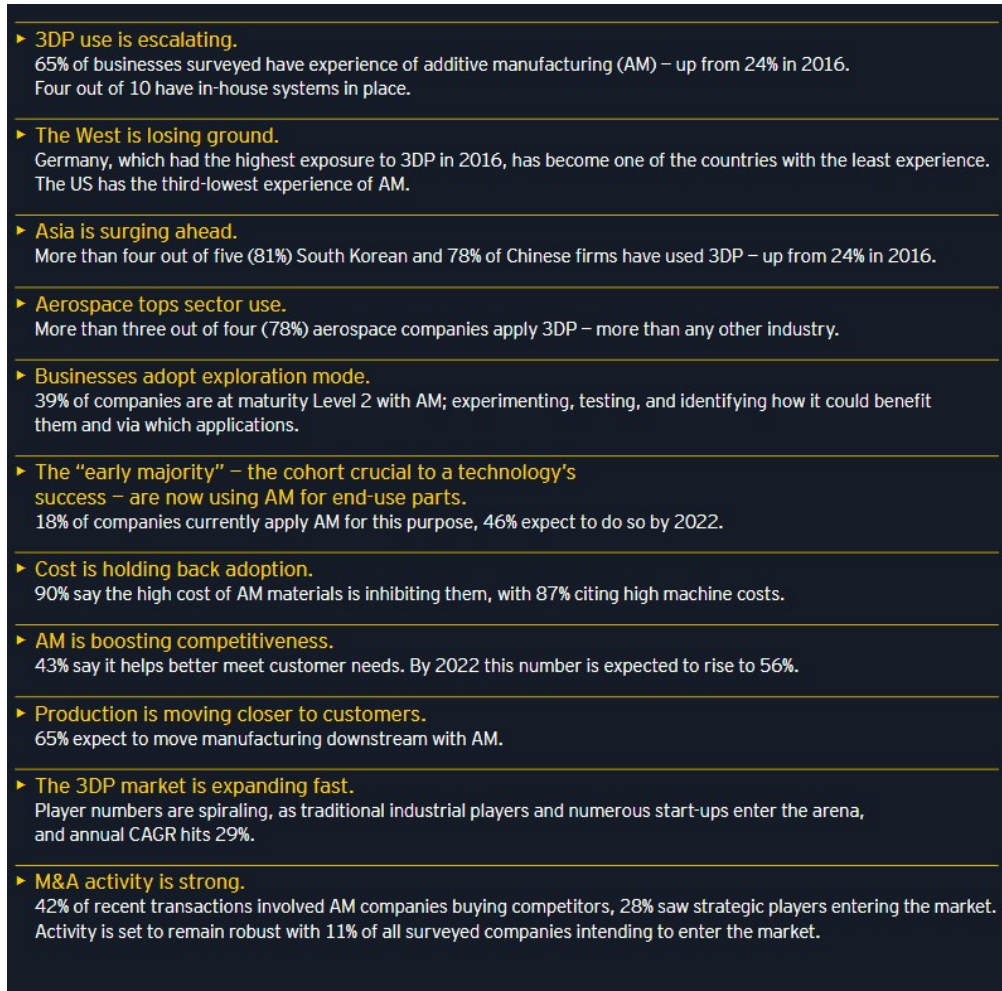 ► 3DP use is escalating.
65% of businesses surveyed have experience of additive manufacturing (AM) – up from 24% in 2016.
Four out of 10 have in-house systems in place.
► The West is losing ground.
Germany, which had the highest exposure to 3DP in 2016, has become one of the countries with the least experience.
The US has the third-lowest experience of AM.
► Asia is surging ahead.
More than four out of five (81%) South Korean and 78% of Chinese firms have used 3DP – up from 24% in 2016.
► Aerospace tops sector use.
More than three out of four (78%) aerospace companies apply 3DP – more than any other industry.
► Businesses adopt exploration mode.
39% of companies are at maturity Level 2 with AM; experimenting, testing, and identifying how it could benefit
them and via which applications.
► The “early majority” – the cohort crucial to a technology’s
success – are now using AM for end-use parts.
18% of companies currently apply AM for this purpose, 46% expect to do so by 2022.
► Cost is holding back adoption.
90% say the high cost of AM materials is inhibiting them, with 87% citing high machine costs.
► AM is boosting competitiveness.
43% say it helps better meet customer needs. By 2022 this number is expected to rise to 56%.
► Production is moving closer to customers.
65% expect to move manufacturing downstream with AM.
► The 3DP market is expanding fast.
Player numbers are spiraling, as traditional industrial players and numerous start-ups enter the arena,
and annual CAGR hits 29%.
► M&A activity is strong.
42% of recent transactions involved AM companies buying competitors, 28% saw strategic players entering the market.
Activity is set to remain robust with 11% of all surveyed companies intending to enter the market.